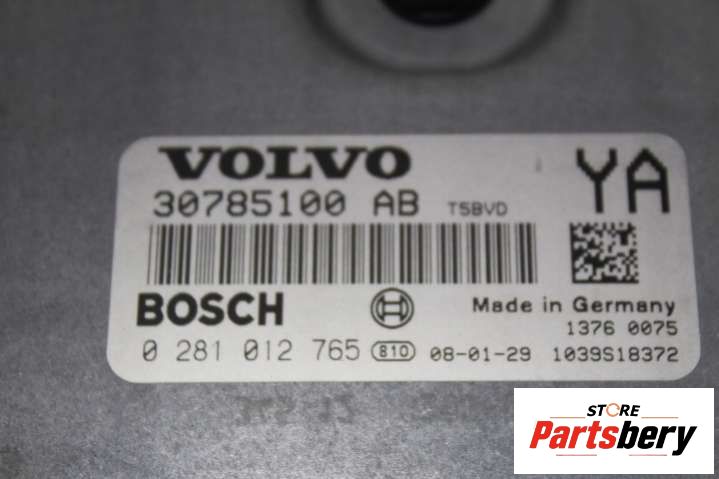 VOLVO YA
30785100 AB T5BVD
BOSCH Made in Germany
1376 0075
0 281 012 765 810 08-01-29 1039S18372
STORE
Partsbery